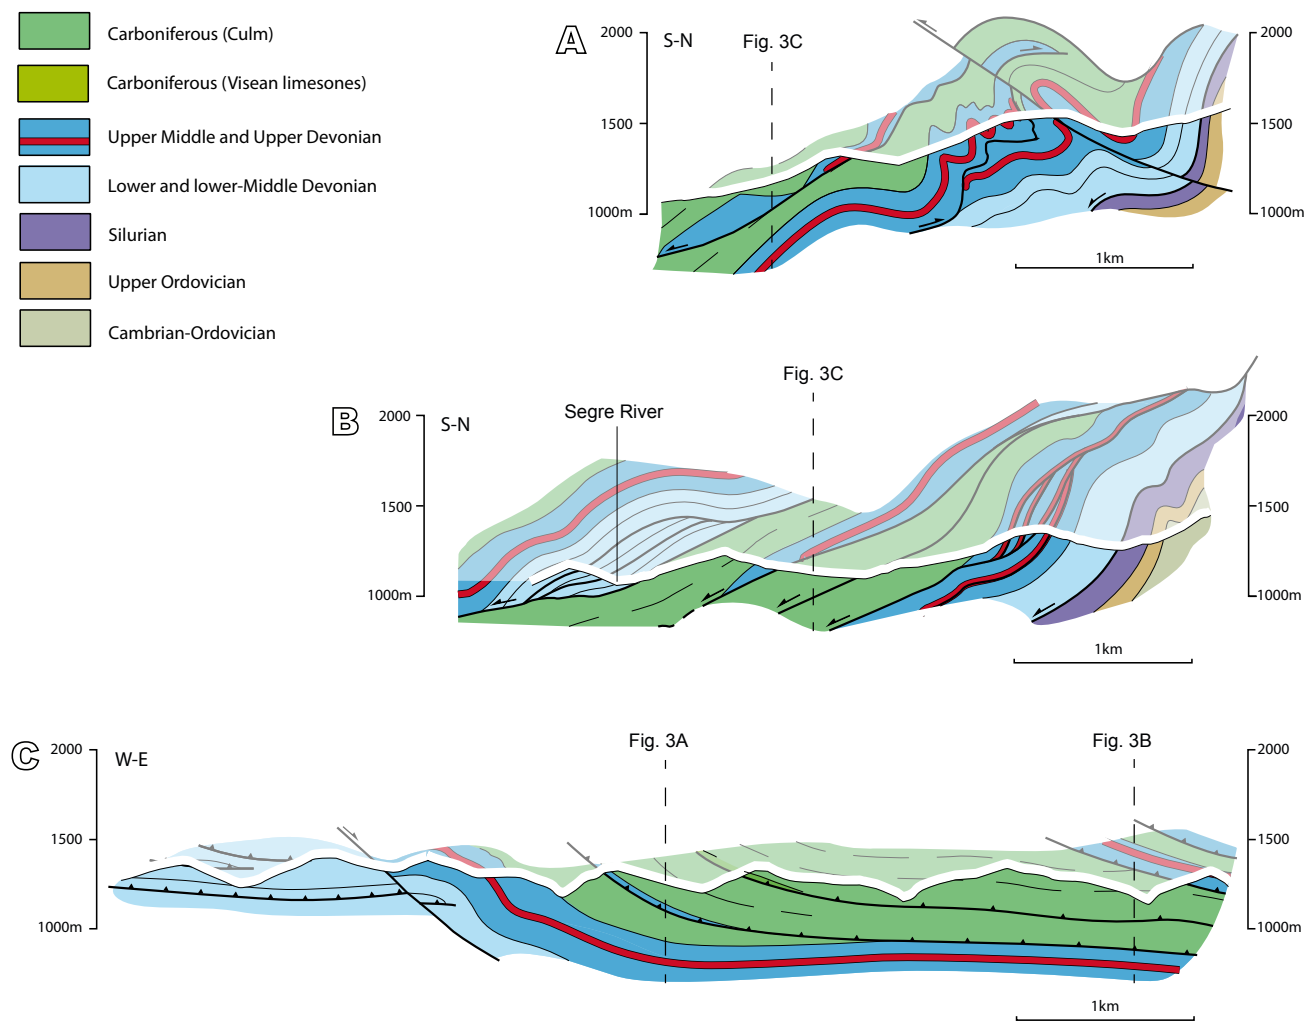 Carboniferous (Culm)
Carboniferous (Visean limesones)
Upper Middle and Upper Devonian
Lower and lower-Middle Devonian
Silurian
Upper Ordovician
Cambrian-Ordovician
A
S-N
Fig. 3C
2000
1500
1000m
2000
1500
1000m
1km
B
S-N
Segre River
Fig. 3C
2000
1500
1000m
2000
1500
1000m
1km
C
W-E
Fig. 3A
Fig. 3B
2000
1500
1000m
2000
1500
1000m
1km